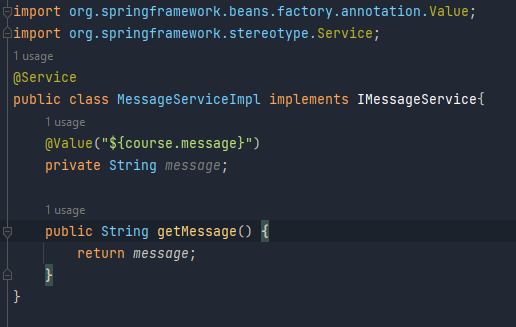 import org.springframework.beans.factory.annotation.Value;
import org.springframework.stereotype.Service;
1 usage
@Service
public class MessageServiceImpl implements IMessageService{
1 usage
@Value("${course.message}")
private String message;
1 usage
public String getMessage() {
return message;
}
}